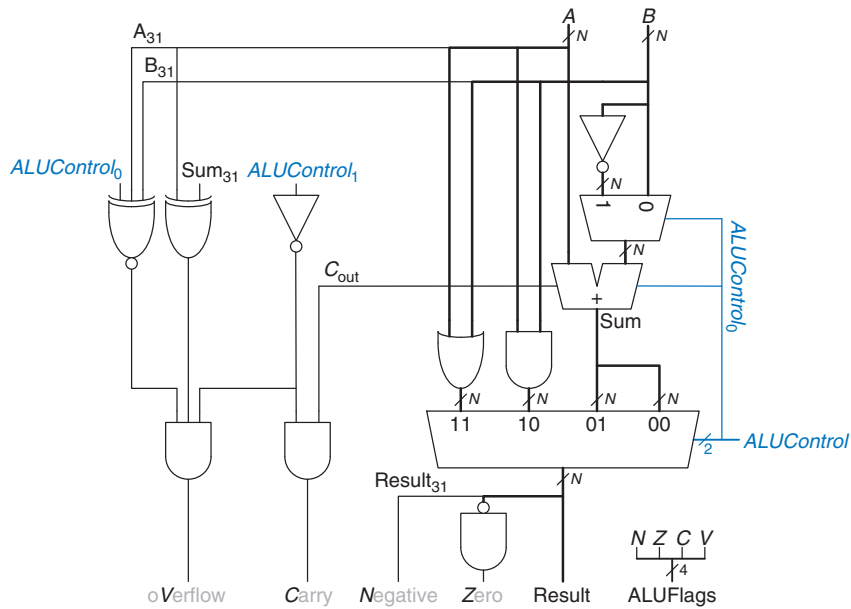 A B
N N
A31
B31
ALUControl0 Sum31 ALUControl1
N
1 0
ALUControl0
N
Cout
+
Sum
N N N N
11 10 01 00
2 ALUControl
Result31 N
N Z C V
4
oVerflow Carry Negative Zero Result ALUFlags